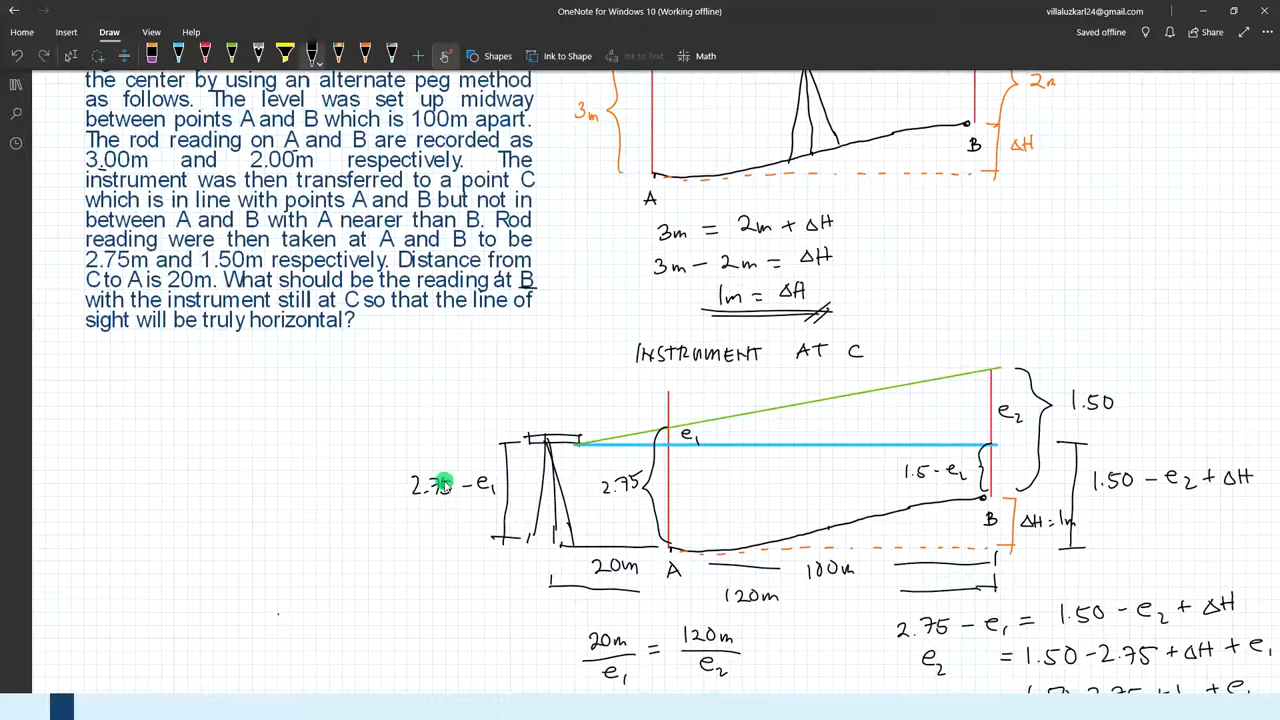 OneNote for Windows 10 (Working offline)
villaluzkarl24@gmail.com
Home Insert Draw View Help
Saved offline
Share
Shapes Ink to Shape Ink to Text Math
the center by using an alternate peg method
as follows. The level was set up midway
between points A and B which is 100m apart.
The rod reading on A and B are recorded as
3.00m and 2.00m respectively. The
instrument was then transferred to a point C
which is in line with points A and B but not in
between A and B with A nearer than B. Rod
reading were then taken at A and B to be
2.75m and 1.50m respectively. Distance from
C to A is 20m. What should be the reading at B
with the instrument still at C so that the line of
sight will be truly horizontal?
3m
2m
B
ΔH
A
3m = 2m + ΔH
3m - 2m = ΔH
1m = ΔH
INSTRUMENT AT C
e₂
1.50
e₁
2.75 - e₁
2.75
1.5 - e₂
1.50 - e₂ + ΔH
B
ΔH = 1m
20m
A
100m
120m
20m/e₁ = 120m/e₂
2.75 - e₁ = 1.50 - e₂ + ΔH
e₂ = 1.50 - 2.75 + ΔH + e₁